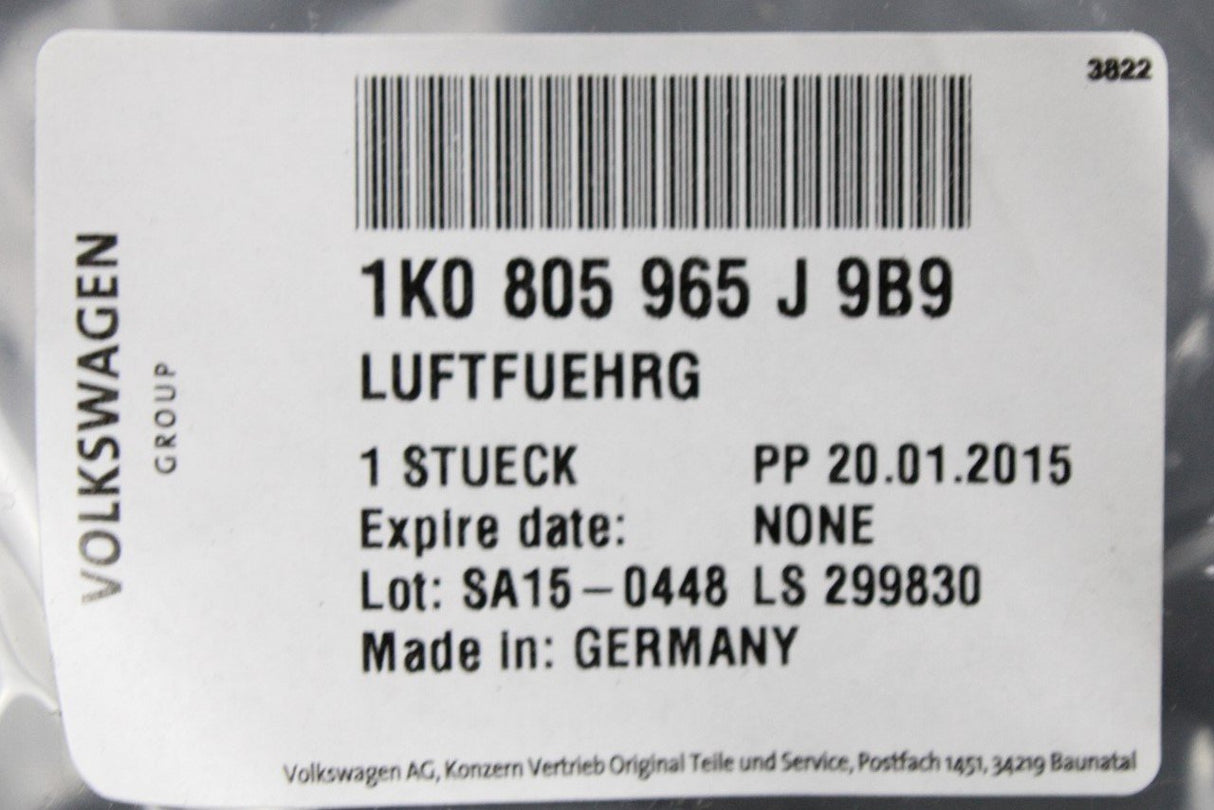 3822
VOLKSWAGEN
GROUP
1K0 805 965 J 9B9
LUFTFUEHRG
1 STUECK PP 20.01.2015
Expire date: NONE
Lot: SA15-0448 LS 299830
Made in: GERMANY
Volkswagen AG, Konzern Vertrieb Original Teile und Service, Postfach 1451, 34219 Baunatal